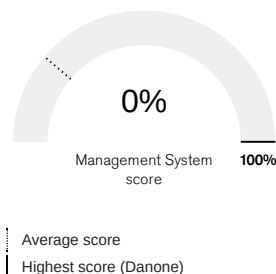 0%
Management System
score
100%
Average score
Highest score (Danone)